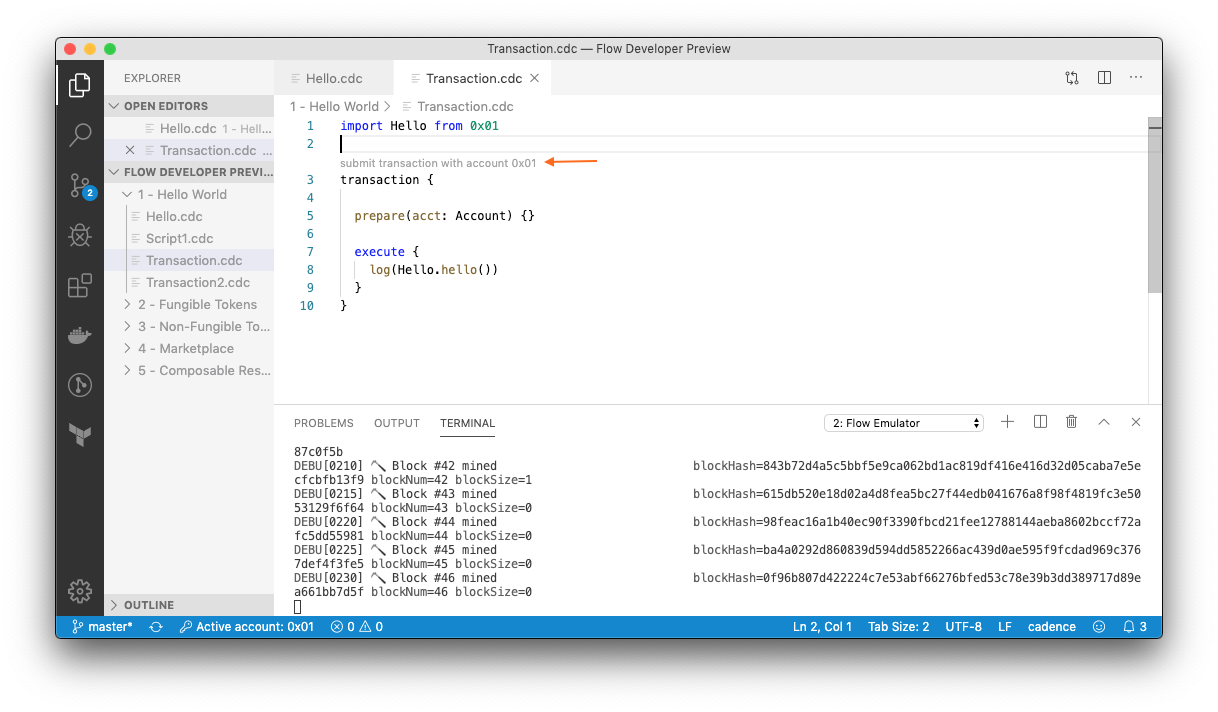 Transaction.cdc — Flow Developer Preview
EXPLORER
OPEN EDITORS
Hello.cdc 1 - Hell...
Transaction.cdc ...
FLOW DEVELOPER PREVI...
1 - Hello World
Hello.cdc
Script1.cdc
Transaction.cdc
Transaction2.cdc
2 - Fungible Tokens
3 - Non-Fungible To...
4 - Marketplace
5 - Composable Res...
OUTLINE
2
Hello.cdc Transaction.cdc
1 - Hello World Transaction.cdc
1 import Hello from 0x01
2
submit transaction with account 0x01
3 transaction {
4
5 prepare(acct: Account) {}
6
7 execute {
8 log(Hello.hello())
9 }
10 }
PROBLEMS OUTPUT TERMINAL 2: Flow Emulator
87c0f5b
DEBU[0210] 🔨 Block #42 mined blockHash=843b72d4a5c5bbf5e9ca062bd1ac819df416e416d32d05caba7e5e
cfcbfb13f9 blockNum=42 blockSize=1
DEBU[0215] 🔨 Block #43 mined blockHash=615db520e18d02a4d8fea5bc27f44edb041676a8f98f4819fc3e50
53129f6f64 blockNum=43 blockSize=0
DEBU[0220] 🔨 Block #44 mined blockHash=98feac16a1b40ec90f3390fbcd21fee12788144aeba8602bccf72a
fc5dd55981 blockNum=44 blockSize=0
DEBU[0225] 🔨 Block #45 mined blockHash=ba4a0292d860839d594dd5852266ac439d0ae595f9fcdad969c376
7def4f3fe5 blockNum=45 blockSize=0
DEBU[0230] 🔨 Block #46 mined blockHash=0f96b807d422224c7e53abf66276bfed53c78e39b3dd389717d89e
a661bb7d5f blockNum=46 blockSize=0
master* Active account: 0x01 0 0 Ln 2, Col 1 Tab Size: 2 UTF-8 LF cadence 3